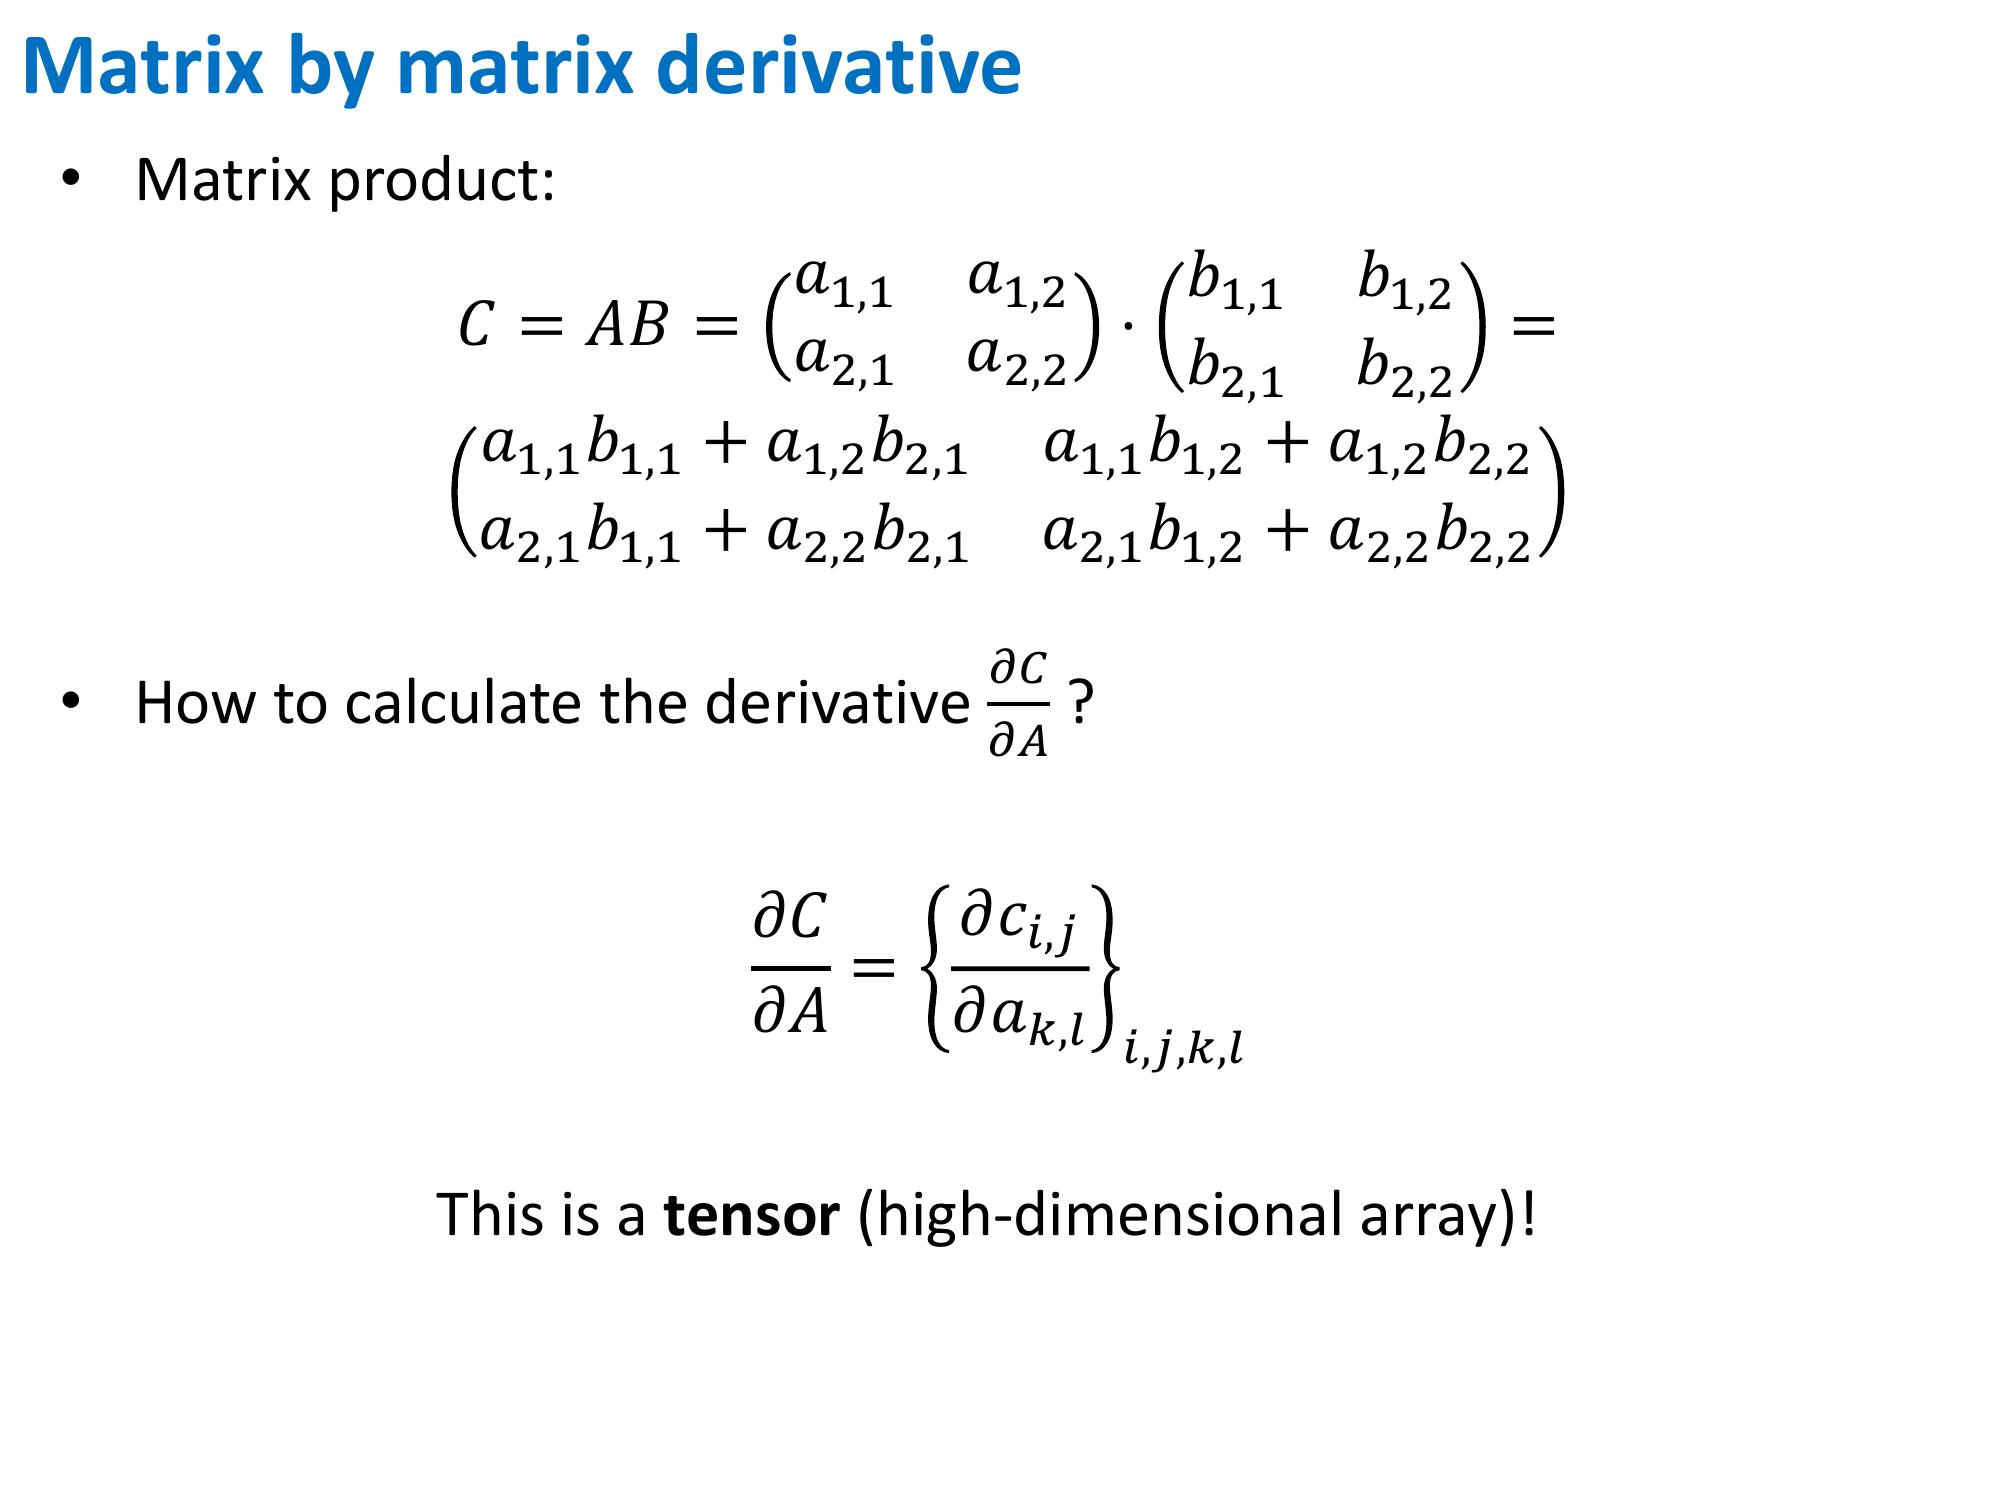 Matrix by matrix derivative
• Matrix product:
$C = AB = \begin{pmatrix} a_{1,1} & a_{1,2} \\ a_{2,1} & a_{2,2} \end{pmatrix} \cdot \begin{pmatrix} b_{1,1} & b_{1,2} \\ b_{2,1} & b_{2,2} \end{pmatrix} =$
$\begin{pmatrix} a_{1,1}b_{1,1} + a_{1,2}b_{2,1} & a_{1,1}b_{1,2} + a_{1,2}b_{2,2} \\ a_{2,1}b_{1,1} + a_{2,2}b_{2,1} & a_{2,1}b_{1,2} + a_{2,2}b_{2,2} \end{pmatrix}$
• How to calculate the derivative $\frac{\partial C}{\partial A}$ ?
$\frac{\partial C}{\partial A} = \left\{ \frac{\partial c_{i,j}}{\partial a_{k,l}} \right\}_{i,j,k,l}$
This is a tensor (high-dimensional array)!